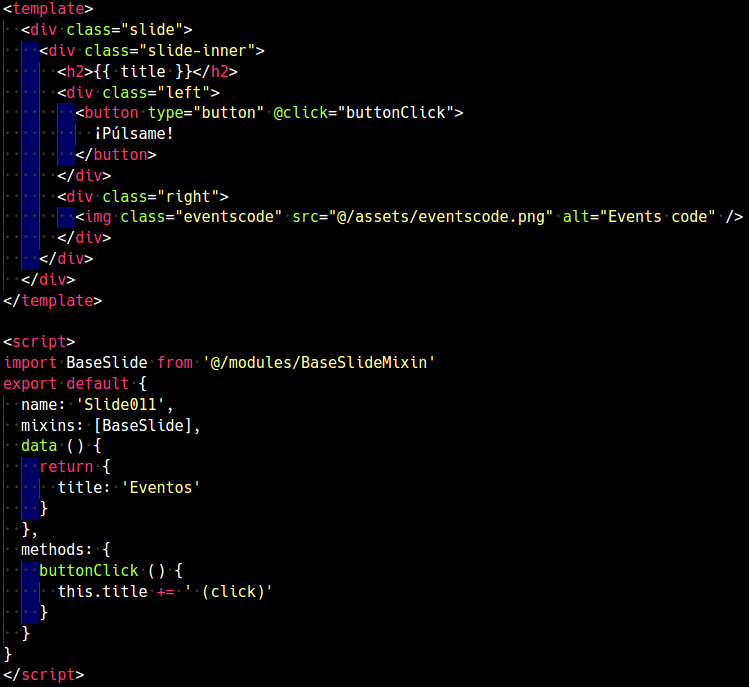 <template>
  <div class="slide">
    <div class="slide-inner">
      <h2>{{ title }}</h2>
      <div class="left">
        <button type="button" @click="buttonClick">
          ¡Púlsame!
        </button>
      </div>
      <div class="right">
        <img class="eventscode" src="@/assets/eventscode.png" alt="Events code" />
      </div>
    </div>
  </div>
</template>

<script>
import BaseSlide from '@/modules/BaseSlideMixin'
export default {
  name: 'Slide011',
  mixins: [BaseSlide],
  data () {
    return {
      title: 'Eventos'
    }
  },
  methods: {
    buttonClick () {
      this.title += ' (click)'
    }
  }
}
</script>